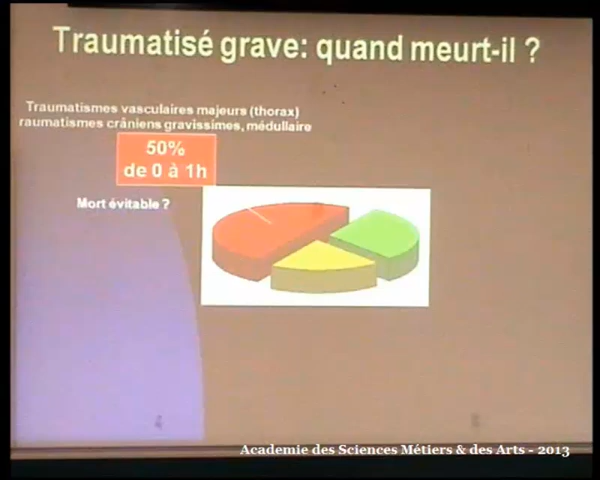 Traumatisé grave: quand meurt-il ?
Traumatismes vasculaires majeurs (thorax)
raumatismes crâniens gravissimes, médullaire
50%
de 0 à 1h
Mort évitable ?
Academie des Sciences Métiers & des Arts - 2013